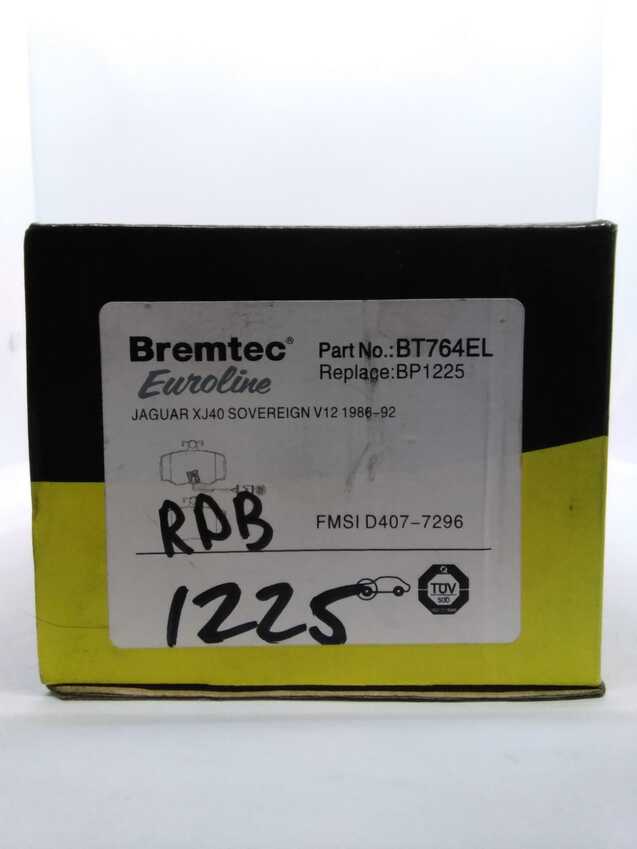 Bremtec®
Euroline
Part No.:BT764EL
Replace:BP1225
JAGUAR XJ40 SOVEREIGN V12 1986-92
RDB
FMSI D407-7296
1225
TÜV